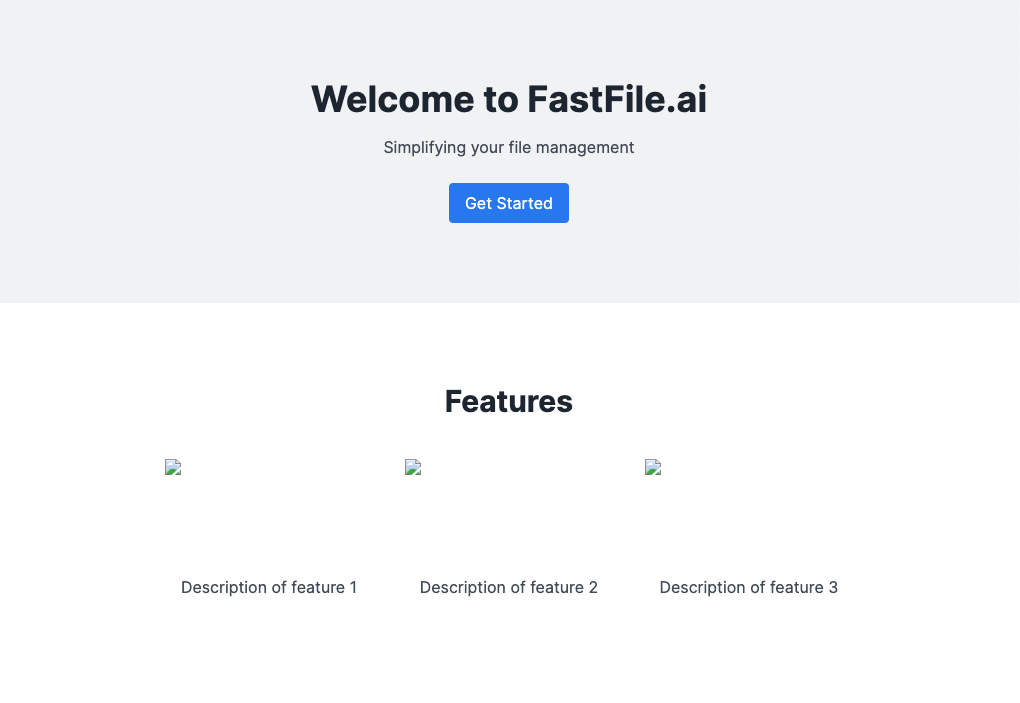 Welcome to FastFile.ai
Simplifying your file management
Get Started
Features
Description of feature 1
Description of feature 2
Description of feature 3